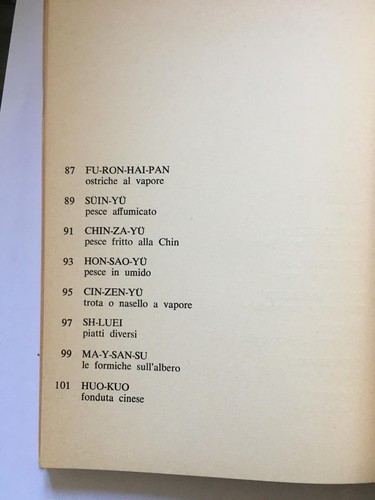 87 FU-RON-HAI-PAN
ostriche al vapore
89 SÜIN-YÜ
pesce affumicato
91 CHIN-ZA-YÜ
pesce fritto alla Chin
93 HON-SAO-YÜ
pesce in umido
95 CIN-ZEN-YÜ
trota o nasello a vapore
97 SH-LUEI
piatti diversi
99 MA-Y-SAN-SU
le formiche sull'albero
101 HUO-KUO
fonduta cinese